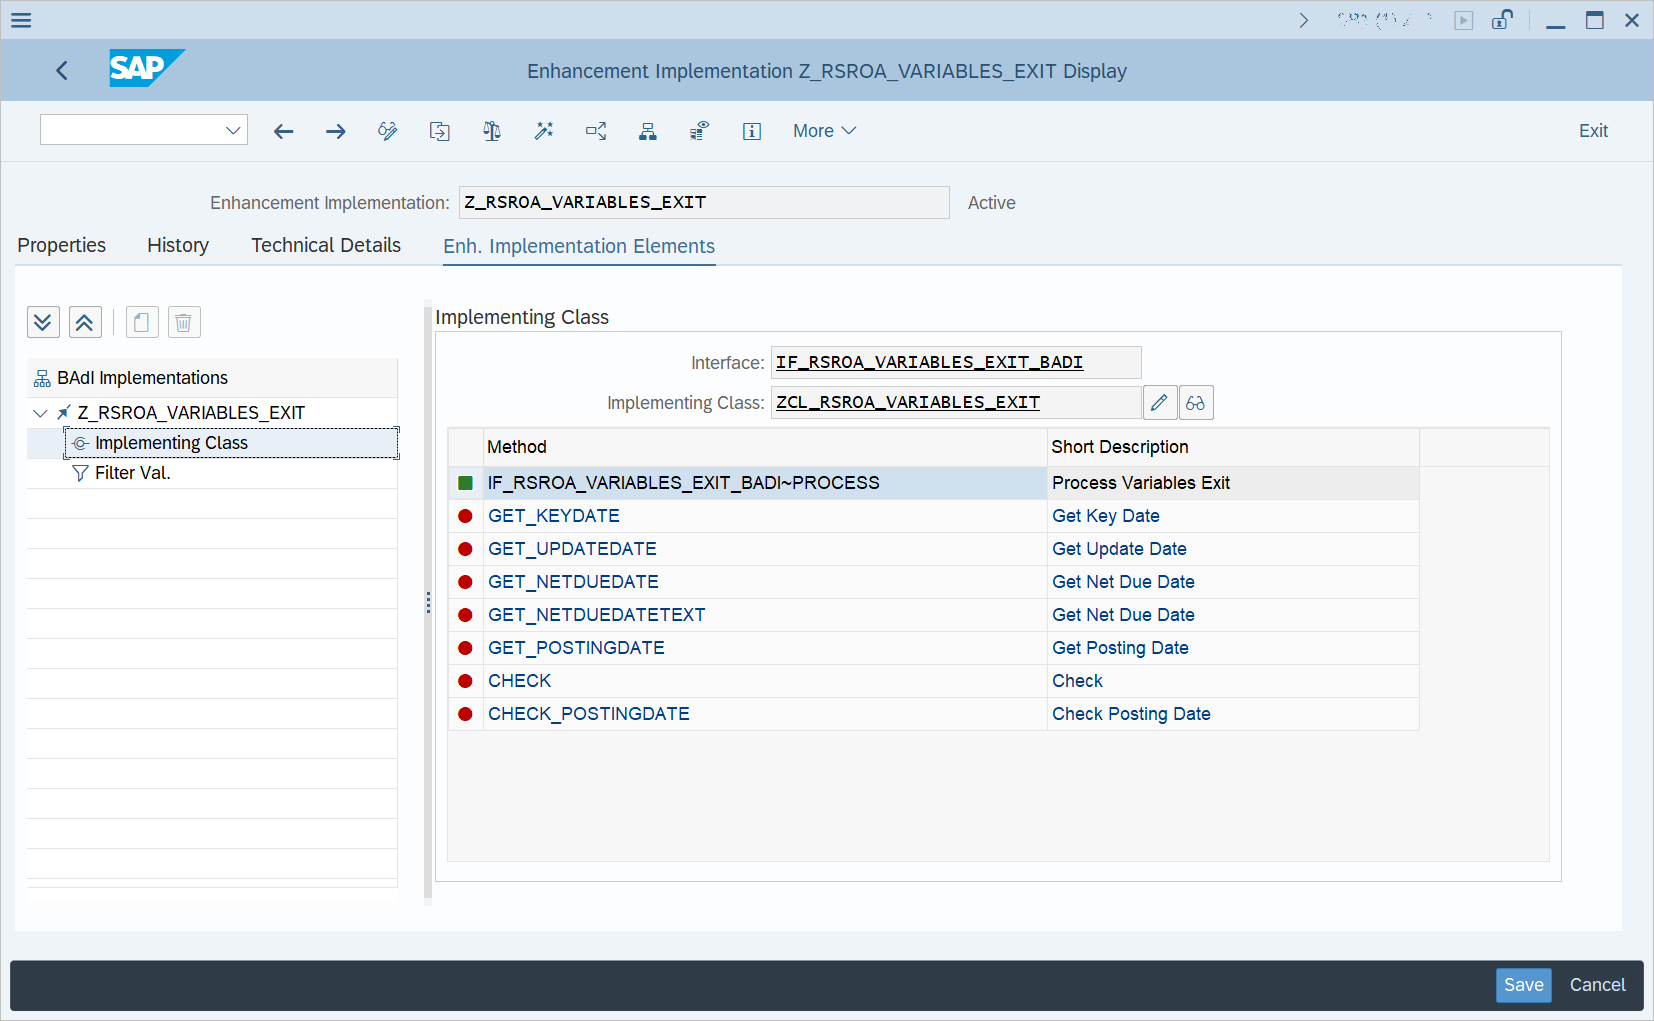 SAP
Enhancement Implementation Z_RSROA_VARIABLES_EXIT Display
More
Exit
Enhancement Implementation: Z_RSROA_VARIABLES_EXIT Active
Properties History Technical Details Enh. Implementation Elements
Implementing Class
BAdI Implementations
Z_RSROA_VARIABLES_EXIT
Implementing Class
Filter Val.
Interface: IF_RSROA_VARIABLES_EXIT_BADI
Implementing Class: ZCL_RSROA_VARIABLES_EXIT
Method Short Description
IF_RSROA_VARIABLES_EXIT_BADI~PROCESS Process Variables Exit
GET_KEYDATE Get Key Date
GET_UPDATEDATE Get Update Date
GET_NETDUEDATE Get Net Due Date
GET_NETDUEDATETEXT Get Net Due Date
GET_POSTINGDATE Get Posting Date
CHECK Check
CHECK_POSTINGDATE Check Posting Date
Save Cancel